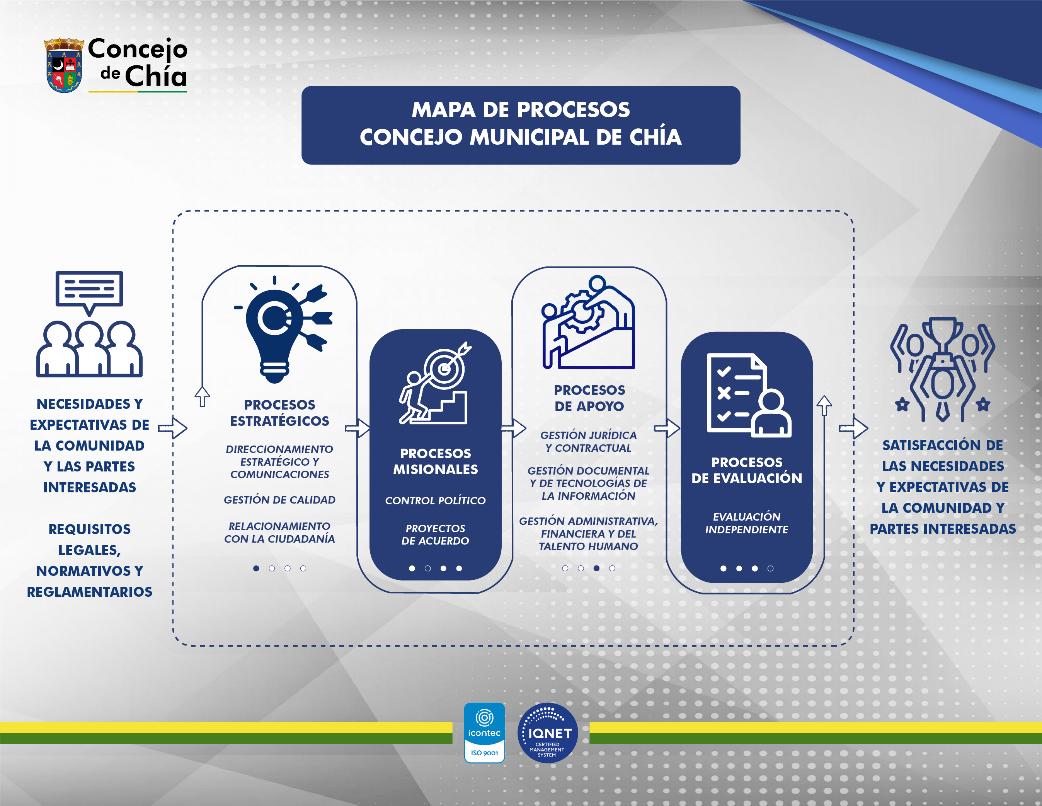 Concejo
de Chía
MAPA DE PROCESOS
CONCEJO MUNICIPAL DE CHÍA
NECESIDADES Y
EXPECTATIVAS DE
LA COMUNIDAD
Y LAS PARTES
INTERESADAS
REQUISITOS
LEGALES,
NORMATIVOS Y
REGLAMENTARIOS
PROCESOS
ESTRATÉGICOS
DIRECCIONAMIENTO
ESTRATÉGICO Y
COMUNICACIONES
GESTIÓN DE CALIDAD
RELACIONAMIENTO
CON LA CIUDADANÍA
PROCESOS
MISIONALES
CONTROL POLÍTICO
PROYECTOS
DE ACUERDO
PROCESOS
DE APOYO
GESTIÓN JURÍDICA
Y CONTRACTUAL
GESTIÓN DOCUMENTAL
Y DE TECNOLOGÍAS DE
LA INFORMACIÓN
GESTIÓN ADMINISTRATIVA,
FINANCIERA Y DEL
TALENTO HUMANO
PROCESOS
DE EVALUACIÓN
EVALUACIÓN
INDEPENDIENTE
SATISFACCIÓN DE
LAS NECESIDADES
Y EXPECTATIVAS DE
LA COMUNIDAD Y
PARTES INTERESADAS
icontec
ISO 9001
IQNET
CERTIFIED
MANAGEMENT
SYSTEM